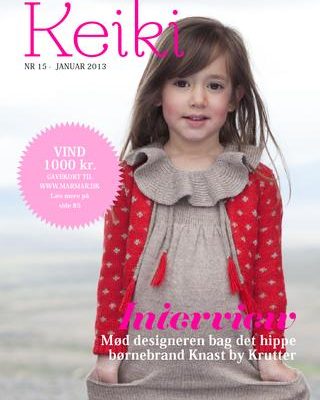 Keiki
NR 15 - JANUAR 2013
VIND
1000 kr.
GAVEKORT TIL
WWW.MARMAR.DK
Læs mere på
side 85
Interview
Mød designeren bag det hippe
børnebrand Knast by Krutter